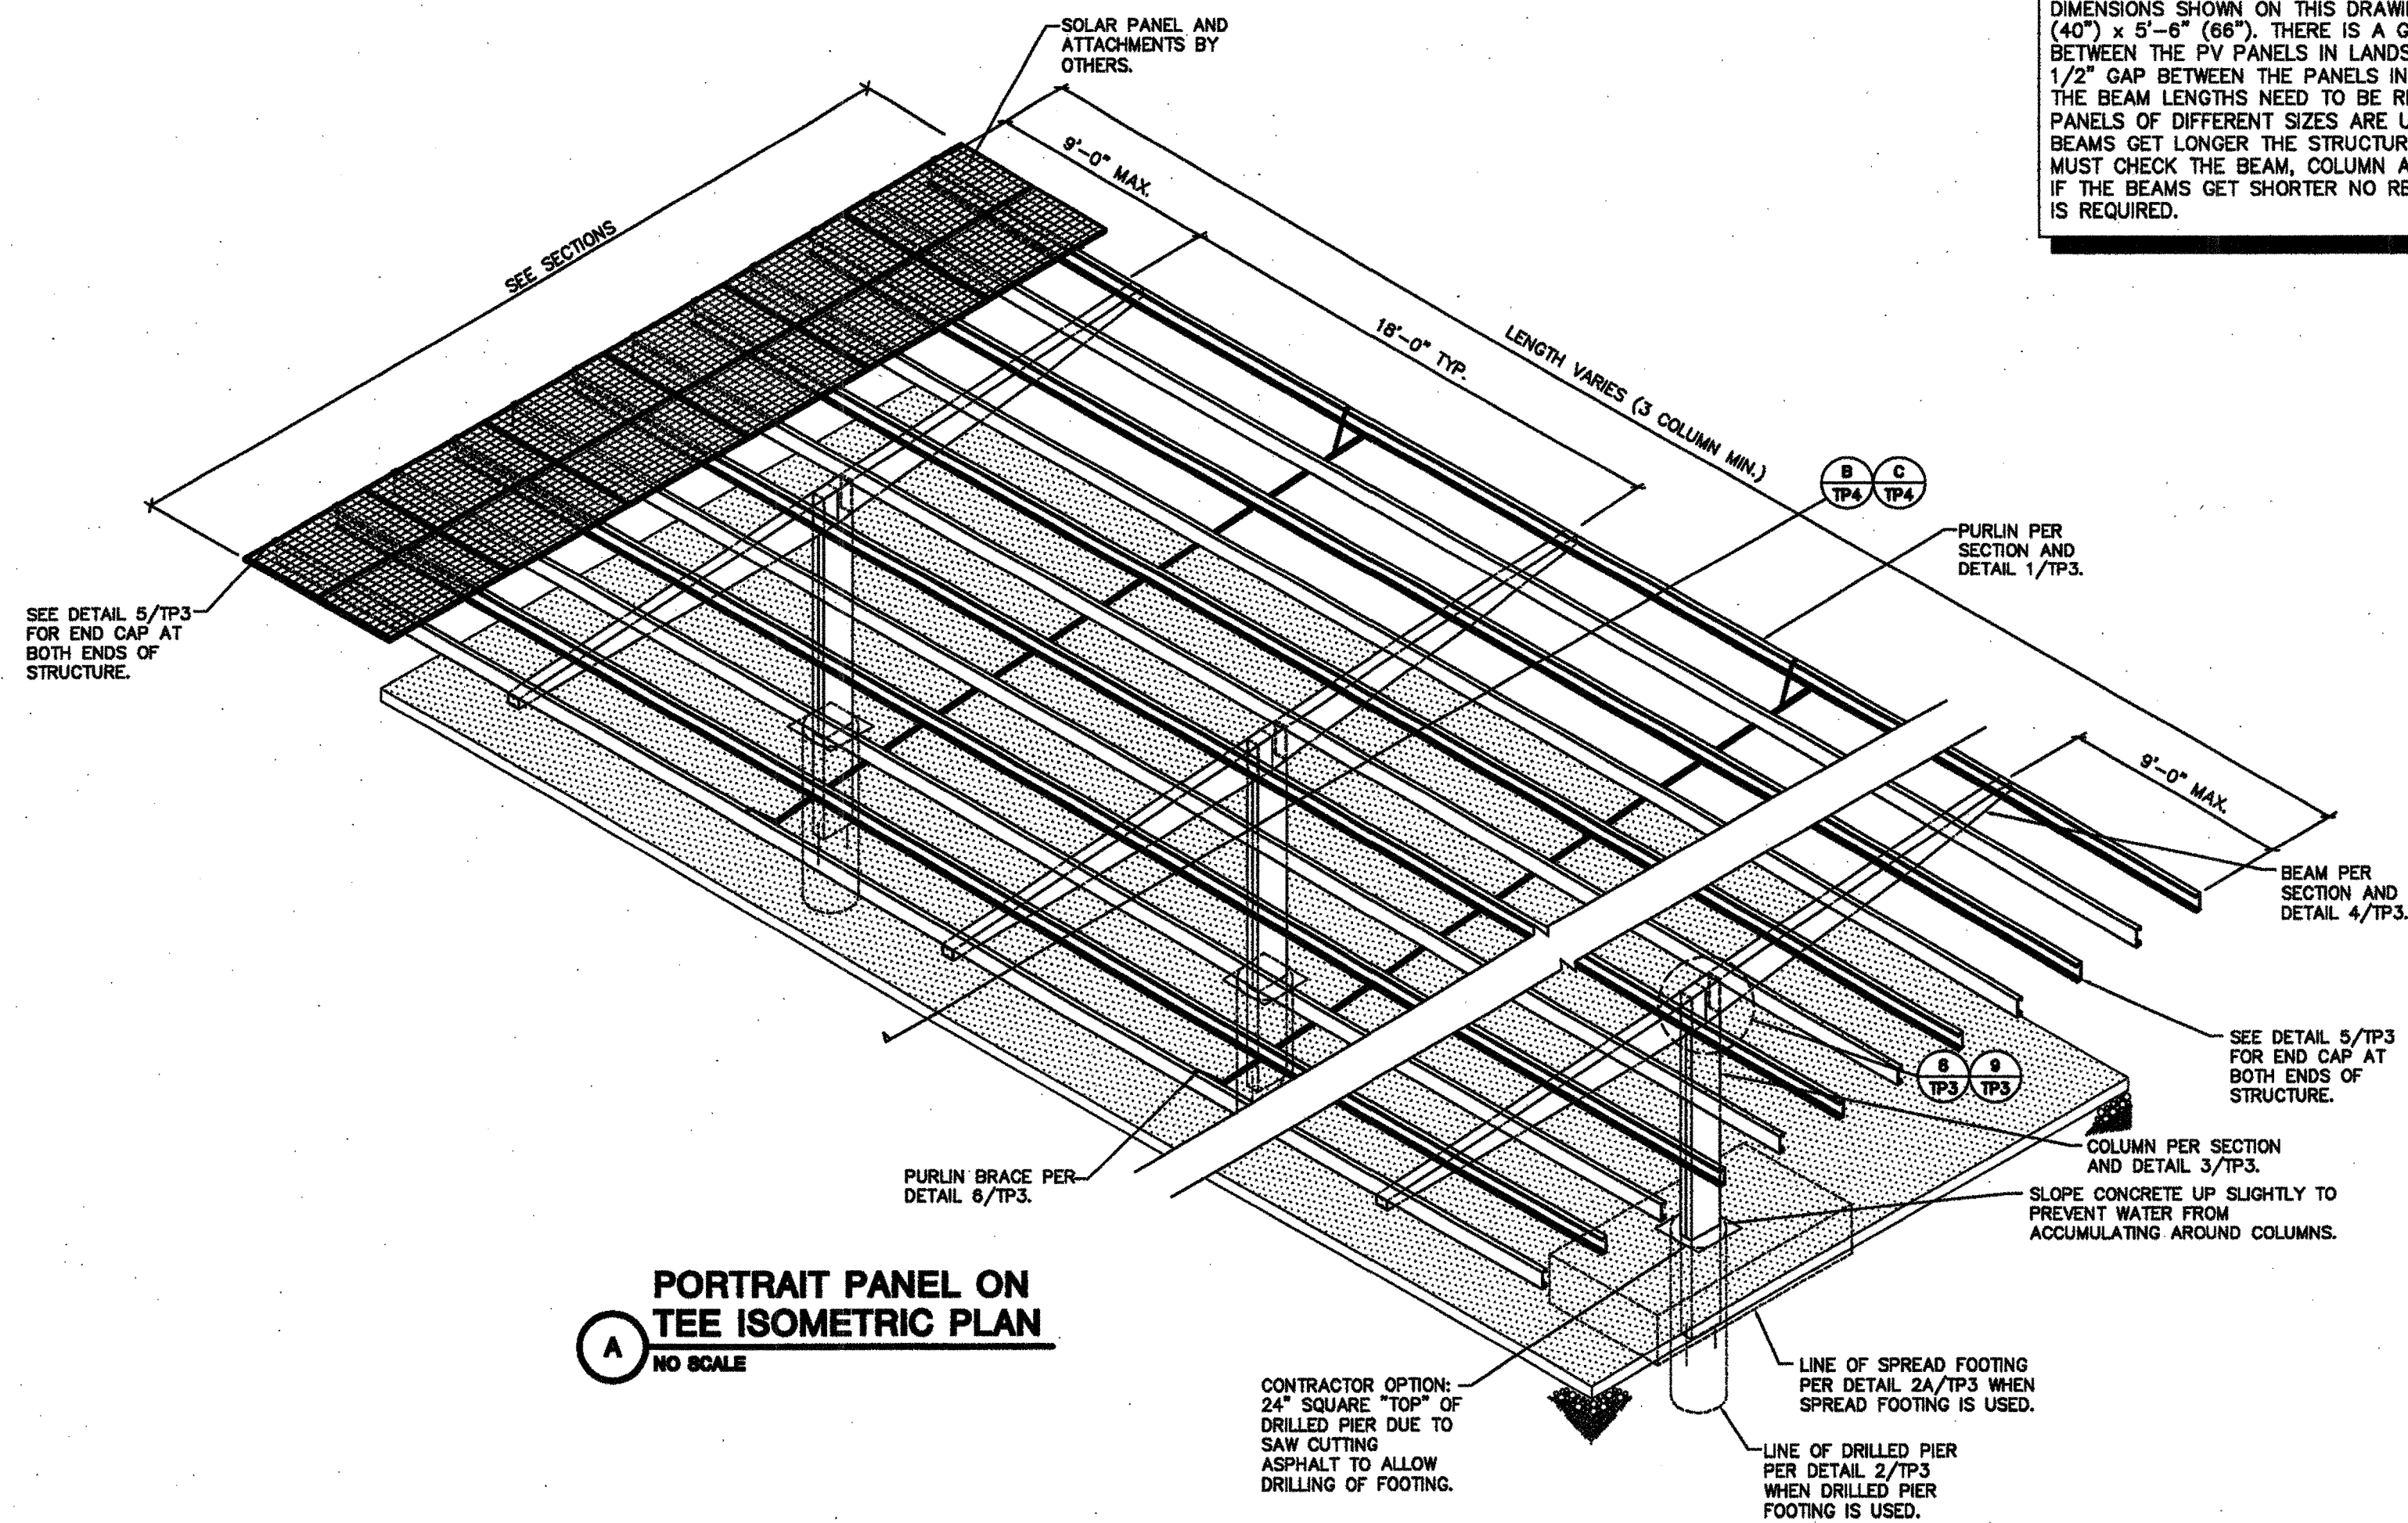 SOLAR PANEL AND
ATTACHMENTS BY
OTHERS.
DIMENSIONS SHOWN ON THIS
(40") x 5'-6" (66"). THERE IS A
BETWEEN THE PV PANELS IN
1/2" GAP BETWEEN THE PANELS IN
THE BEAM LENGTHS NEED TO BE
PANELS OF DIFFERENT SIZES ARE
BEAMS GET LONGER THE
MUST CHECK THE BEAM, COLUMN
IF THE BEAMS GET SHORTER NO
IS REQUIRED.
9'-0" MAX.
SEE SECTIONS
18'-0" TYP.
LENGTH VARIES (3 COLUMN MIN.)
B
TP4
C
TP4
PURLIN PER
SECTION AND
DETAIL 1/TP3.
SEE DETAIL 5/TP3
FOR END CAP AT
BOTH ENDS OF
STRUCTURE.
9'-0" MAX.
BEAM PER
SECTION AND
DETAIL 4/TP3.
SEE DETAIL 5/TP3
FOR END CAP AT
BOTH ENDS OF
STRUCTURE.
TP3
9
TP3
COLUMN PER SECTION
AND DETAIL 3/TP3.
SLOPE CONCRETE UP SLIGHTLY TO
PREVENT WATER FROM
ACCUMULATING AROUND COLUMNS.
PURLIN BRACE PER
DETAIL 6/TP3.
A
PORTRAIT PANEL ON
TEE ISOMETRIC PLAN
NO SCALE
CONTRACTOR OPTION:
24" SQUARE "TOP" OF
DRILLED PIER DUE TO
SAW CUTTING
ASPHALT TO ALLOW
DRILLING OF FOOTING.
LINE OF SPREAD FOOTING
PER DETAIL 2A/TP3 WHEN
SPREAD FOOTING IS USED.
LINE OF DRILLED PIER
PER DETAIL 2/TP3
WHEN DRILLED PIER
FOOTING IS USED.